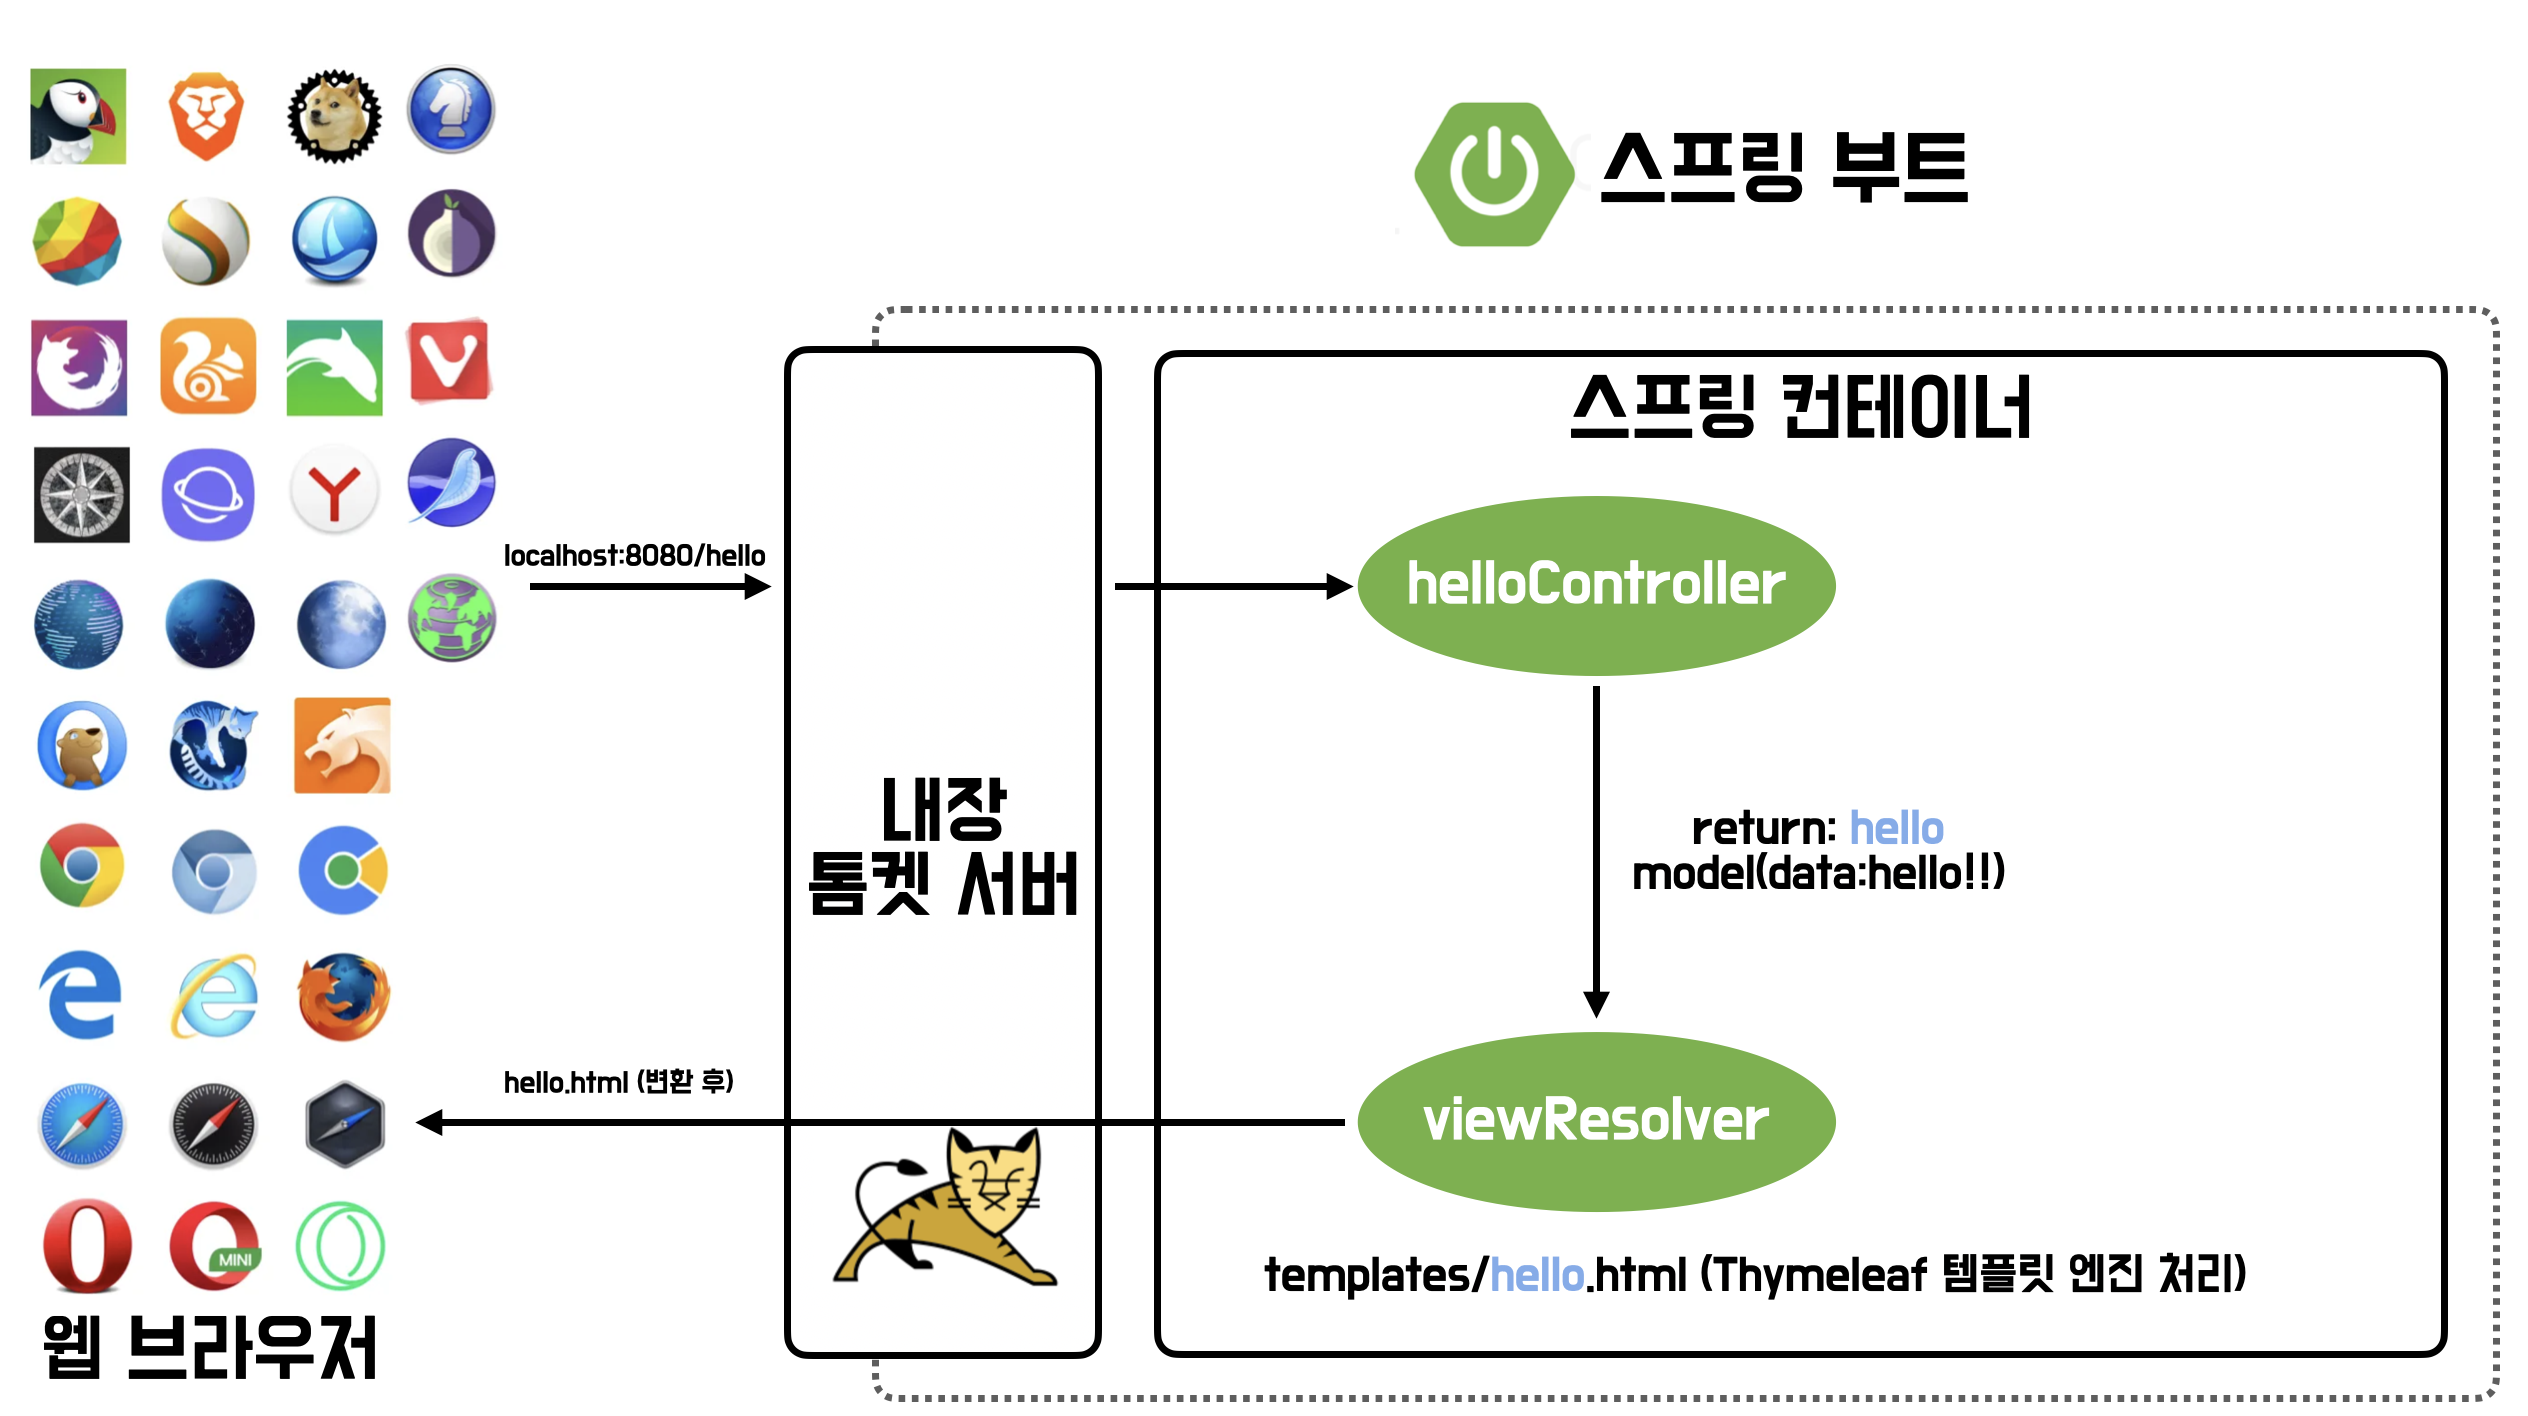 스프링 부트
스프링 컨테이너
localhost:8080/hello
helloController
내장
톰켓 서버
return: hello
model(data:hello!!)
hello.html (변환 후)
viewResolver
MINI
templates/hello.html (Thymeleaf 템플릿 엔진 처리)
웹 브라우저